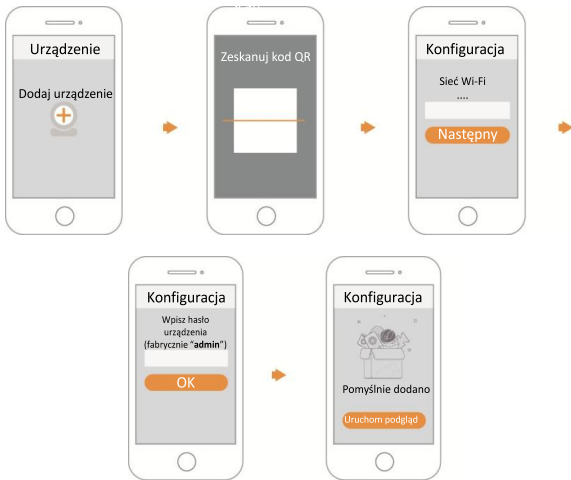 Urządzenie
Dodaj urządzenie
Zeskanuj kod QR
Konfiguracja
Sieć Wi-Fi
....
Następny
Konfiguracja
Wpisz hasło
urządzenia
(fabrycznie “admin”)
OK
Konfiguracja
Pomyślnie dodano
Uruchom podgląd